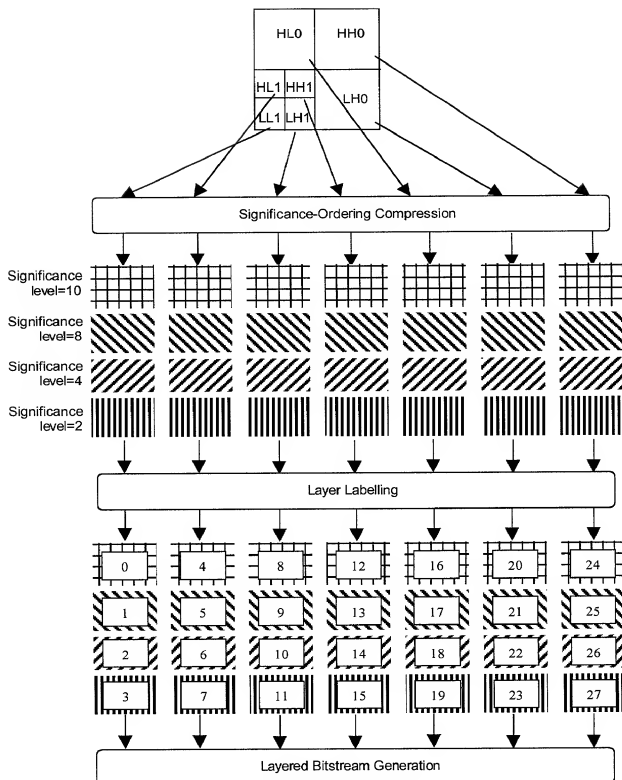 HL0 HH0
HL1 HH1
LH0
LL1 LH1
Significance-Ordering Compression
Significance
level=10
Significance
level=8
Significance
level=4
Significance
level=2
Layer Labelling
0 4 8 12 16 20 24
1 5 9 13 17 21 25
2 6 10 14 18 22 26
3 7 11 15 19 23 27
Layered Bitstream Generation